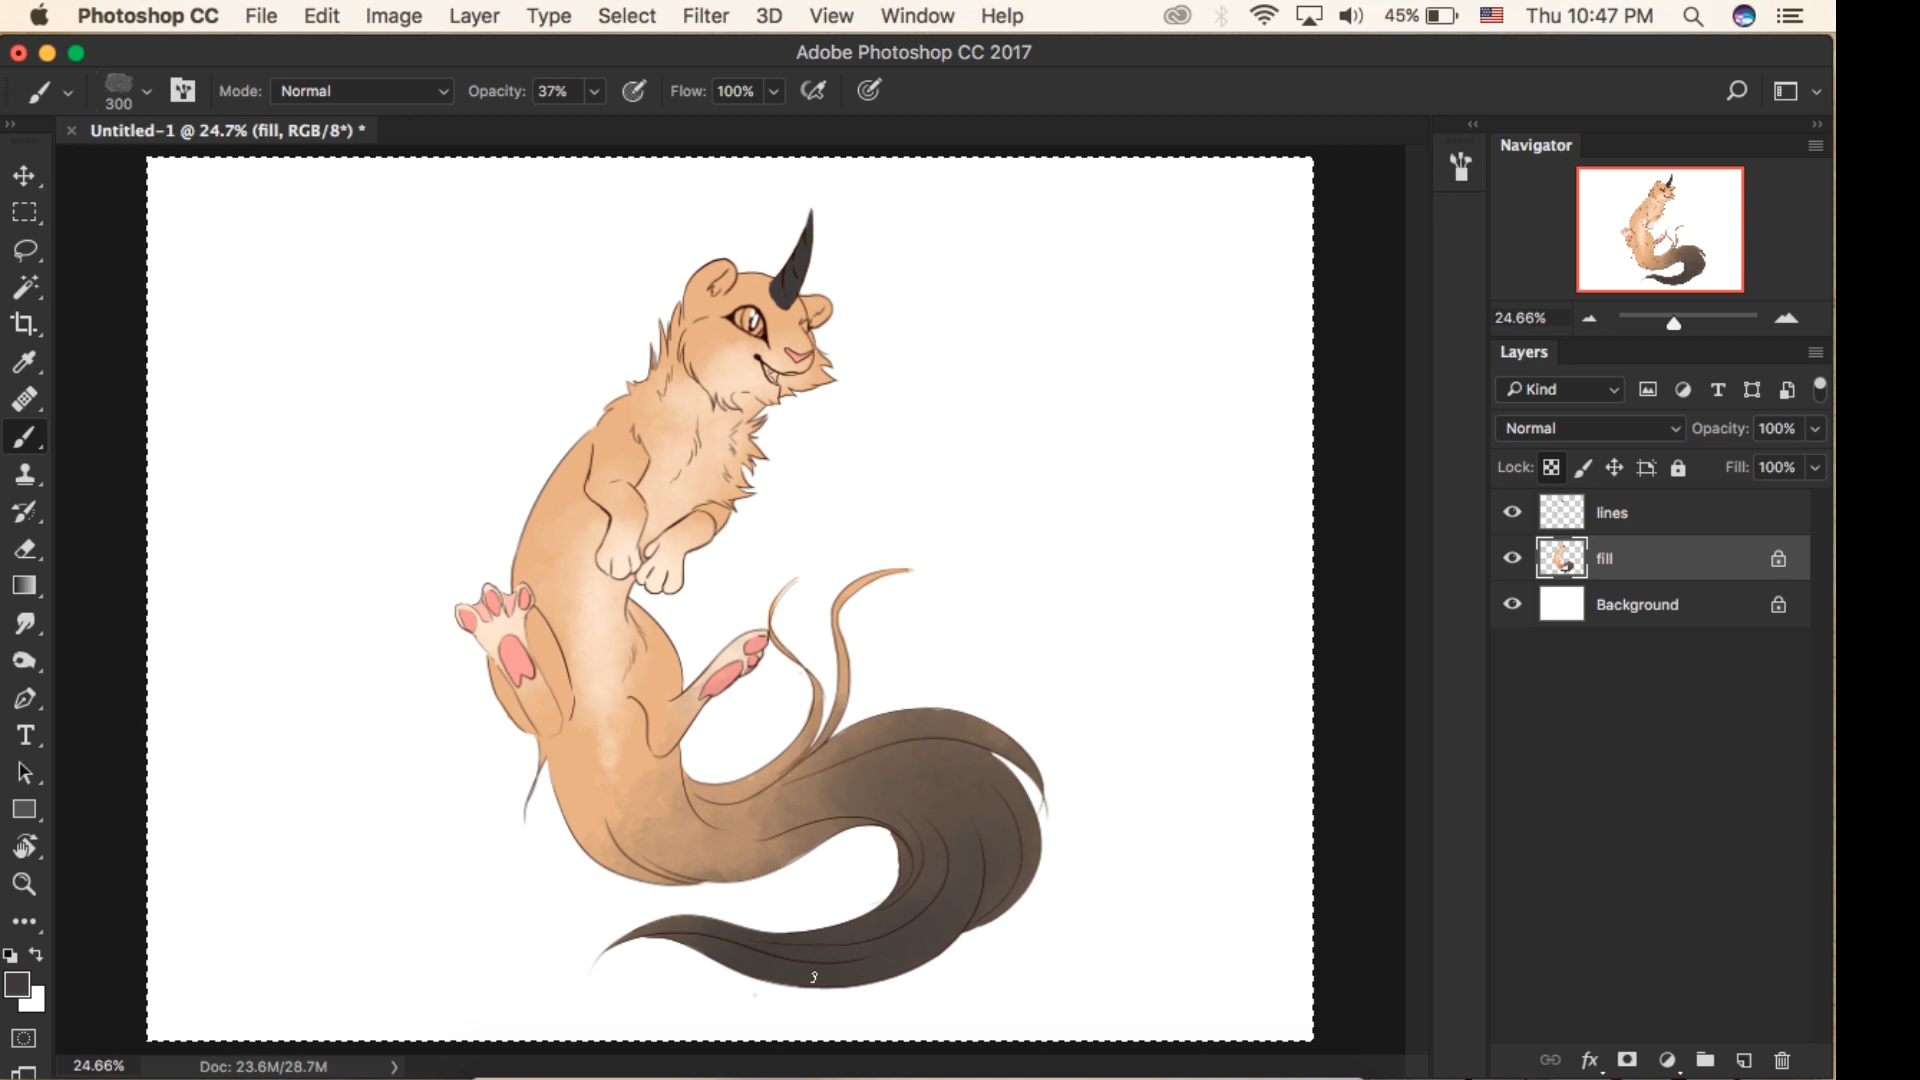 Photoshop CC File Edit Image Layer Type Select Filter 3D View Window Help 45% Thu 10:47 PM
Adobe Photoshop CC 2017
300 Mode: Normal Opacity: 37% Flow: 100%
Untitled-1 @ 24.7% (fill, RGB/8*) *
Navigator
24.66%
Layers
Kind
Normal Opacity: 100%
Lock: Fill: 100%
lines
fill
Background
24.66% Doc: 23.6M/28.7M